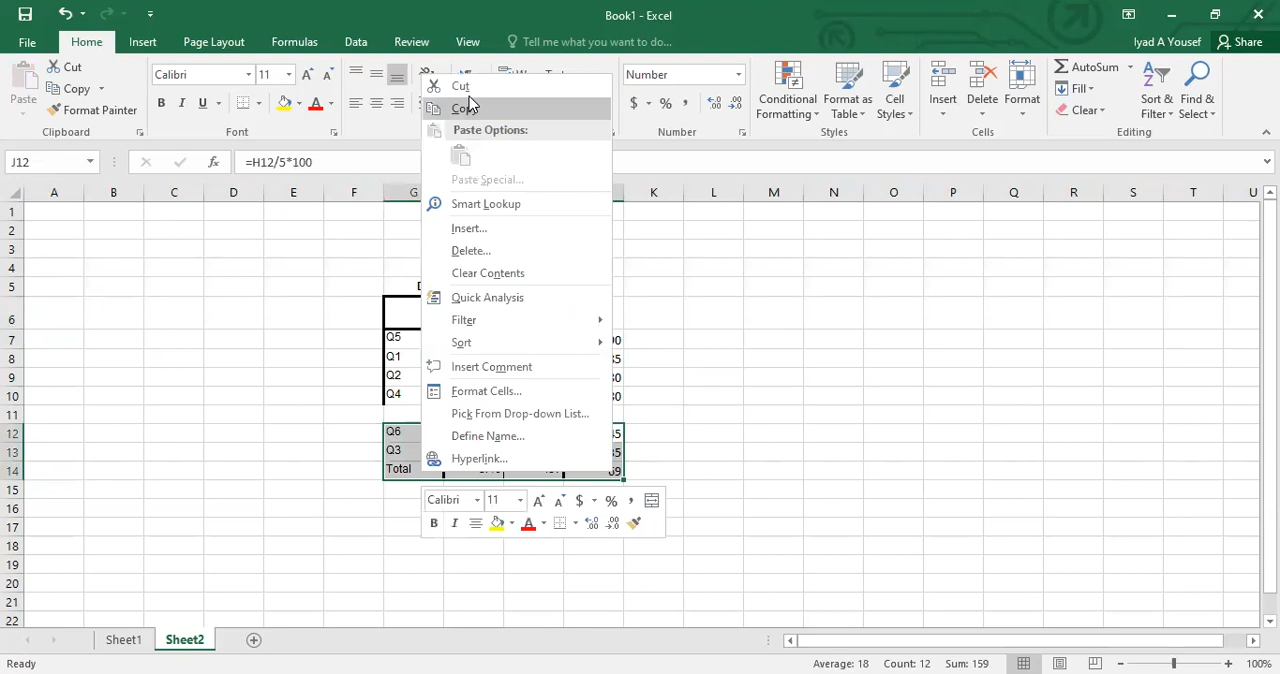 Book1 - Excel
File Home Insert Page Layout Formulas Data Review View Tell me what you want to do... Iyad A Yousef Share
Paste
Cut
Copy
Format Painter
Clipboard
Calibri 11
B I U
Font
Number
$ % ,
Number
Conditional Formatting
Format as Table
Cell Styles
Styles
Insert Delete Format
Cells
AutoSum
Fill
Clear
Sort & Filter
Find & Select
Editing
J12 fx =H12/5*100
A B C D E F G K L M N O P Q R S T U
Cut
Paste Options:
Paste Special...
Smart Lookup
Insert...
Delete...
Clear Contents
Quick Analysis
Filter
Sort
Insert Comment
Format Cells...
Pick From Drop-down List...
Define Name...
Hyperlink...
Calibri 11 A A $ % ,
B I A
1
2
3
4
5
6
7 Q5
8 Q1
9 Q2
10 Q4
11
12 Q6
13 Q3
14 Total 69
15
16
17
18
19
20
21
22
Sheet1 Sheet2
Ready Average: 18 Count: 12 Sum: 159 100%